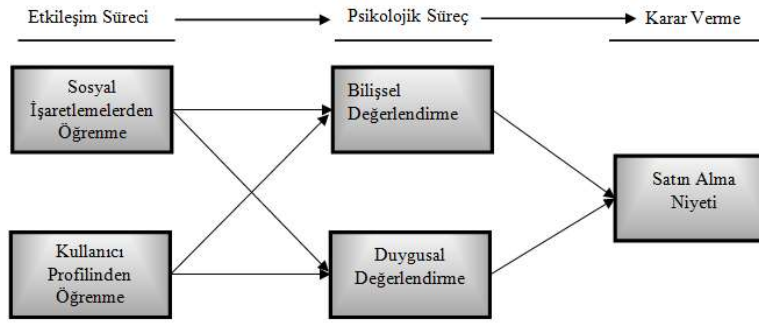 Etkileşim Süreci
Psikolojik Süreç
Karar Verme
Sosyal
İşaretlemelerden
Öğrenme
Bilişsel
Değerlendirme
Satın Alma
Niyeti
Kullanıcı
Profilinden
Öğrenme
Duygusal
Değerlendirme